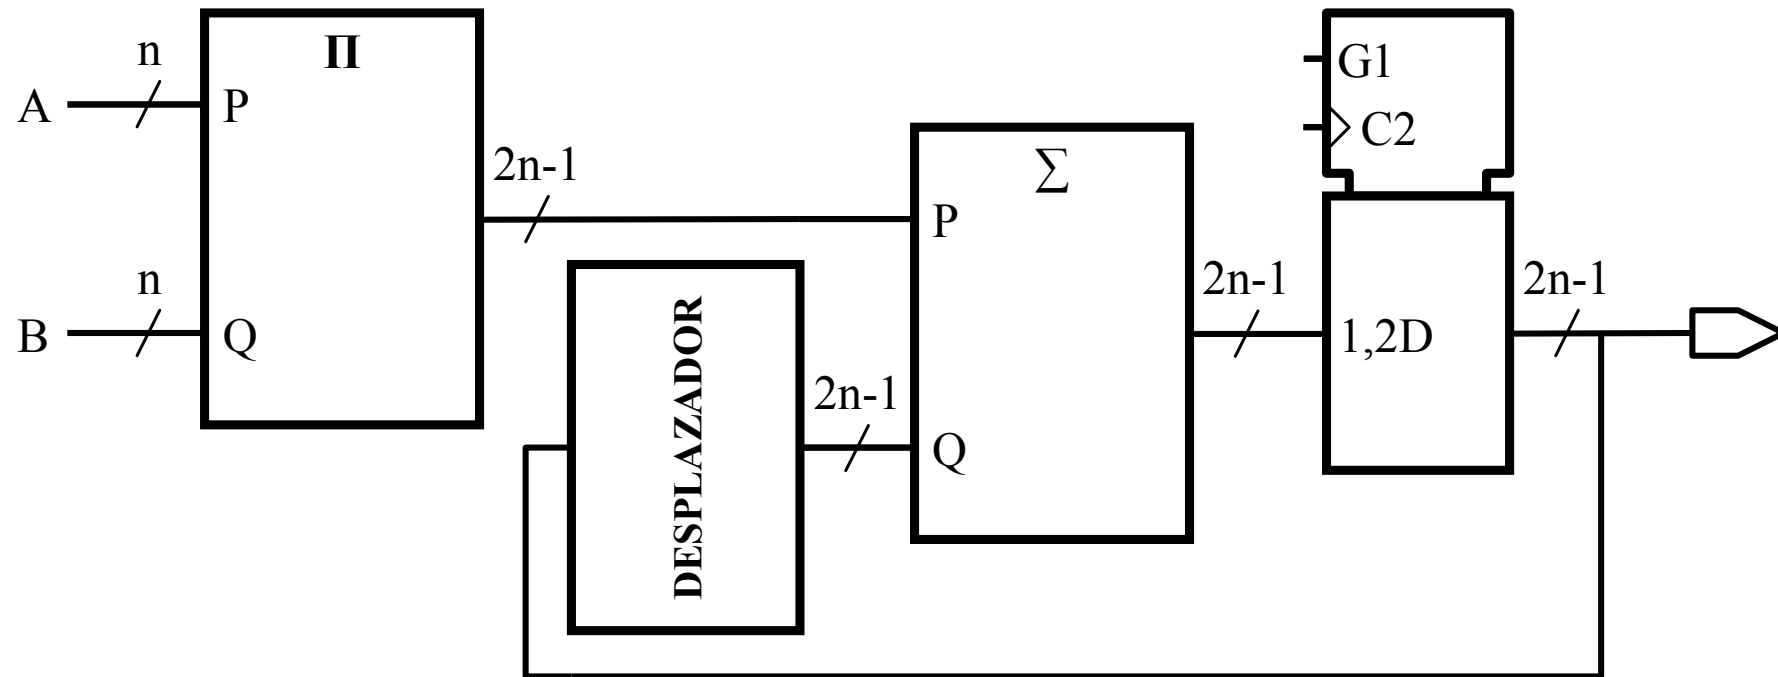 n
Π
A
P
2n-1
n
B
Q
DESPLAZADOR
2n-1
∑
P
Q
2n-1
G1
C2
1,2D
2n-1